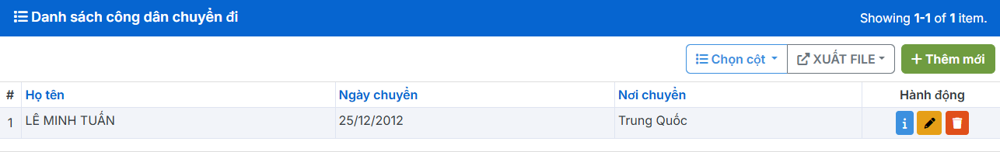 Danh sách công dân chuyển đi
Showing 1-1 of 1 item.
Chọn cột
XUẤT FILE
Thêm mới
# Họ tên Ngày chuyển Nơi chuyển Hành động
1 LÊ MINH TUẤN 25/12/2012 Trung Quốc